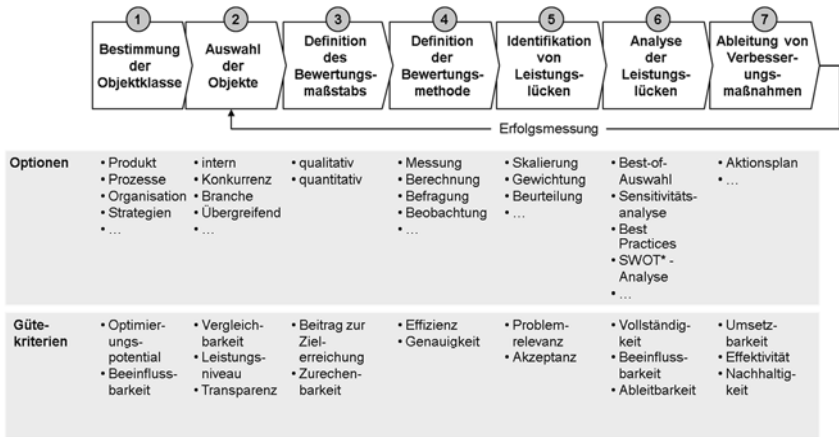 1
Bestimmung
der
Objektklasse
2
Auswahl
der
Objekte
3
Definition
des
Bewertungs-
maßstabs
4
Definition
der
Bewertungs-
methode
5
Identifikation
von
Leistungs-
lücken
6
Analyse
der
Leistungs-
lücken
7
Ableitung von
Verbesser-
ungs-
maßnahmen
Erfolgsmessung
Optionen
• Produkt
• Prozesse
• Organisation
• Strategien
• …
• intern
• Konkurrenz
• Branche
• Übergreifend
• …
• qualitativ
• quantitativ
• Messung
• Berechnung
• Befragung
• Beobachtung
• …
• Skalierung
• Gewichtung
• Beurteilung
• …
• Best-of-
Auswahl
• Sensitivitäts-
analyse
• Best
Practices
• SWOT* -
Analyse
• …
• Aktionsplan
• …
Güte-
kriterien
• Optimier-
ungs-
potential
• Beeinfluss-
barkeit
• Vergleich-
barkeit
• Leistungs-
niveau
• Transparenz
• Beitrag zur
Ziel-
erreichung
• Zurechen-
barkeit
• Effizienz
• Genauigkeit
• Problem-
relevanz
• Akzeptanz
• Vollständig-
keit
• Beeinfluss-
barkeit
• Ableitbarkeit
• Umsetz-
barkeit
• Effektivität
• Nachhaltig-
keit